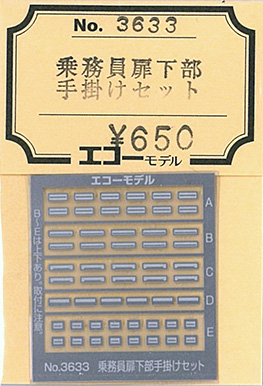 No. 3633
乗務員扉下部
手掛けセット
¥650
エコーモデル
エコーモデル
A
B
C
D
E
B～Eは上下あり。取付に注意。
No.3633 乗務員扉下部手掛けセット